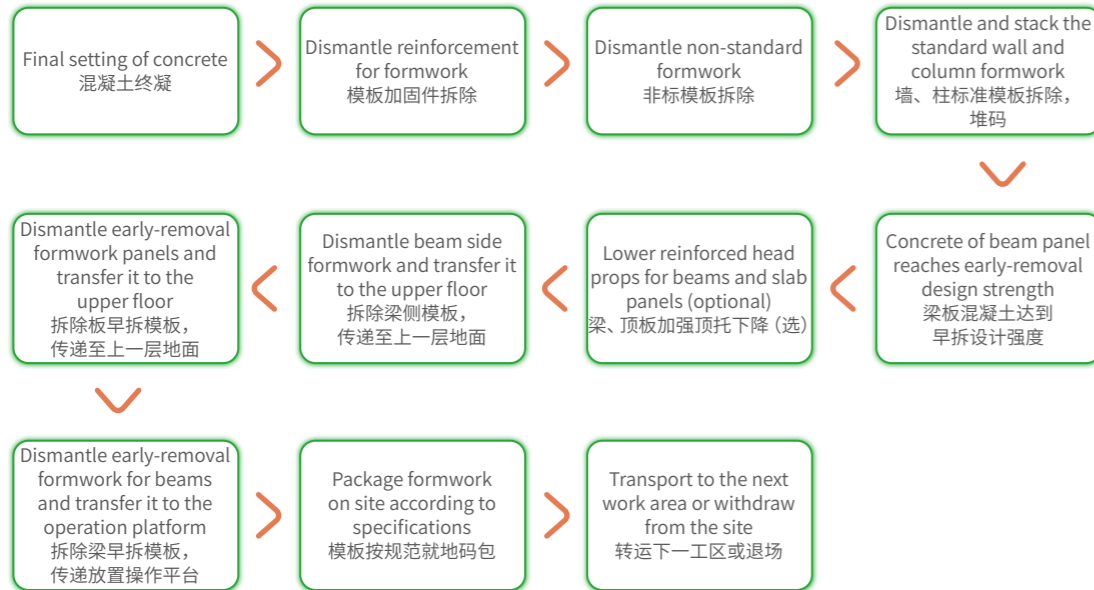 Final setting of concrete
混凝土终凝
Dismantle reinforcement
for formwork
模板加固件拆除
Dismantle non-standard
formwork
非标模板拆除
Dismantle and stack the
standard wall and
column formwork
墙、柱标准模板拆除，
堆码
Concrete of beam panel
reaches early-removal
design strength
梁板混凝土达到
早拆设计强度
Lower reinforced head
props for beams and slab
panels (optional)
梁、顶板加强顶托下降（选）
Dismantle beam side
formwork and transfer it
to the upper floor
拆除梁侧模板，
传递至上一层地面
Dismantle early-removal
formwork panels and
transfer it to the
upper floor
拆除板早拆模板，
传递至上一层地面
Dismantle early-removal
formwork for beams
and transfer it to the
operation platform
拆除梁早拆模板，
传递放置操作平台
Package formwork
on site according to
specifications
模板按规范就地码包
Transport to the next
work area or withdraw
from the site
转运下一工区或退场